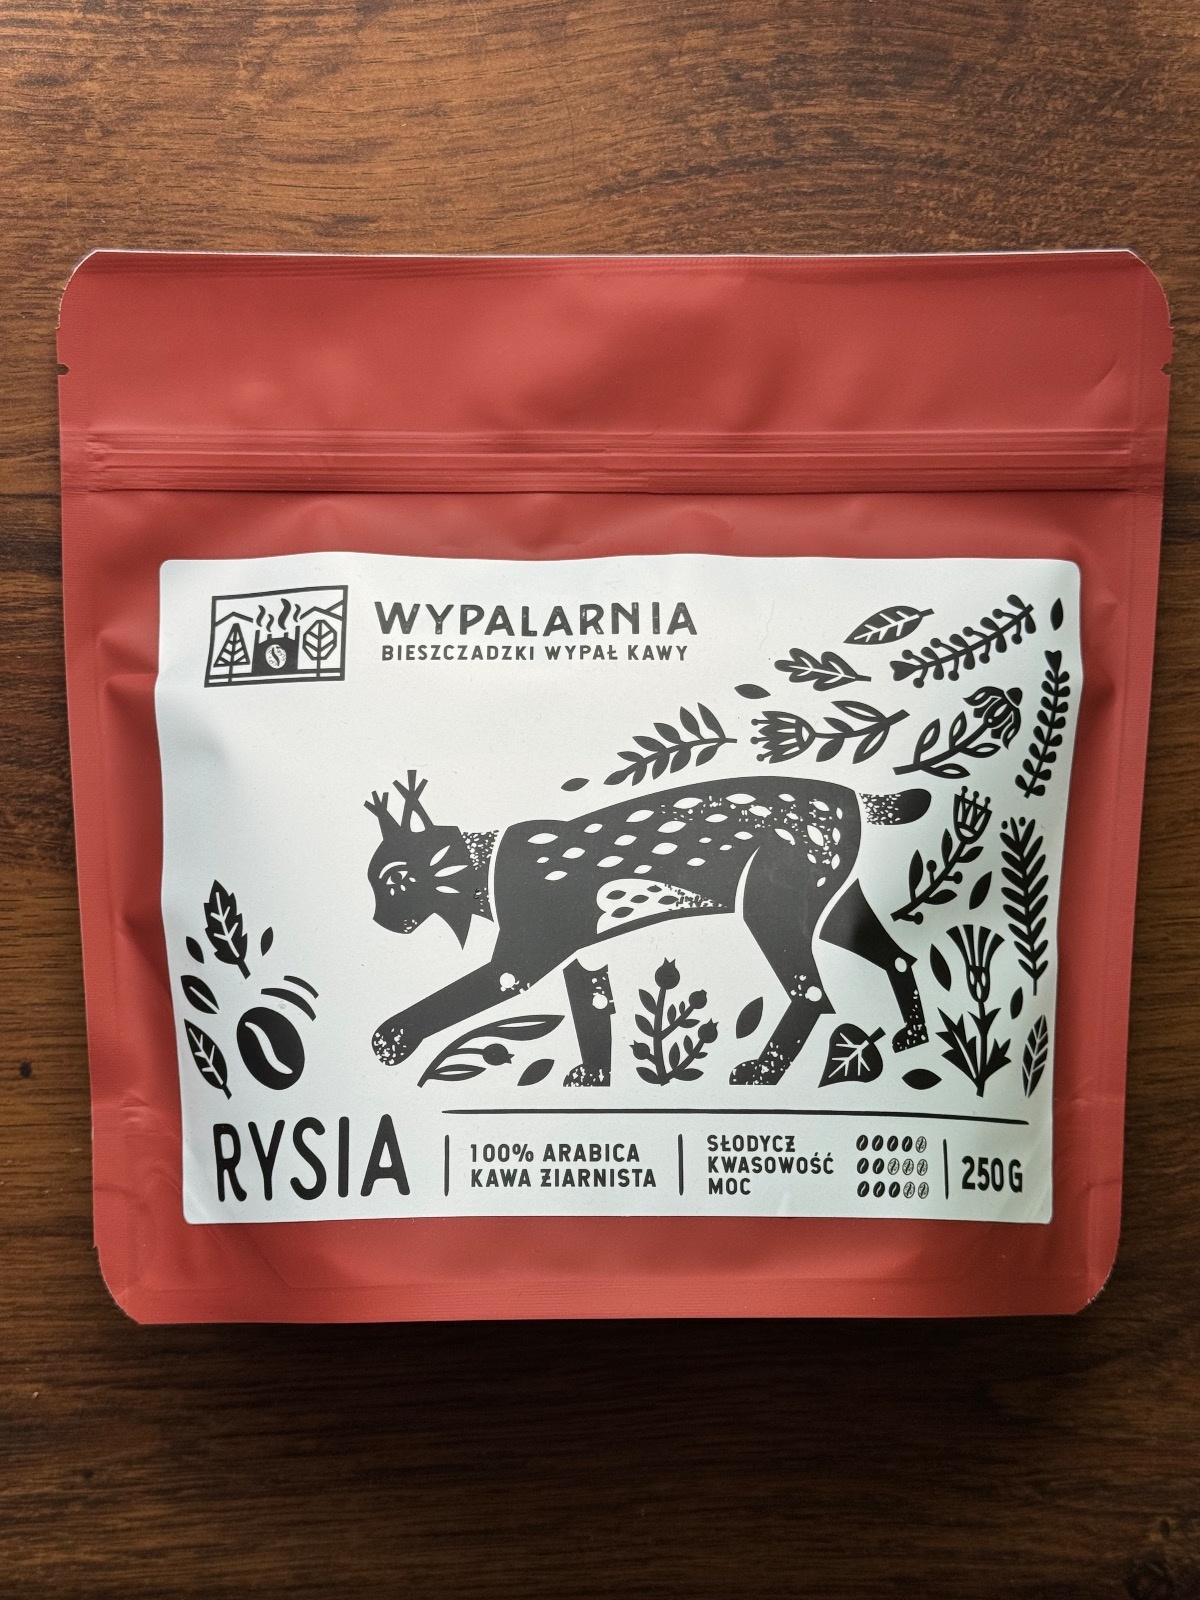 WYPALARNIA
BIESZCZADZKI WYPAŁ KAWY
RYSIA
100% ARABICA
KAWA ZIARNISTA
SŁODYCZ
KWASOWOŚĆ
MOC
250G